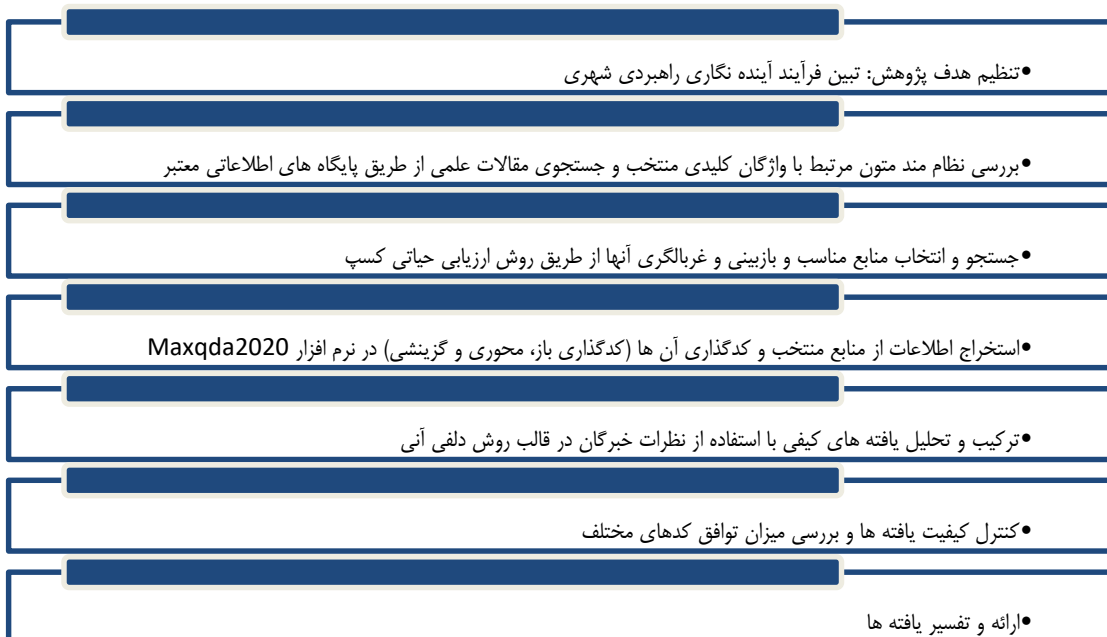 •تنظیم هدف پژوهش: تبین فرآیند آینده نگاری راهبردی شهری
•بررسی نظام مند متون مرتبط با واژگان کلیدی منتخب و جستجوی مقالات علمی از طریق پایگاه های اطلاعاتی معتبر
•جستجو و انتخاب منابع مناسب و بازبینی و غربالگری آنها از طریق روش ارزیابی حیاتی کسپ
•استخراج اطلاعات از منابع منتخب و کدگذاری آن ها (کدگذاری باز، محوری و گزینشی) در نرم افزار Maxqda2020
•ترکیب و تحلیل یافته های کیفی با استفاده از نظرات خبرگان در قالب روش دلفی آنی
•کنترل کیفیت یافته ها و بررسی میزان توافق کدهای مختلف
•ارائه و تفسیر یافته ها